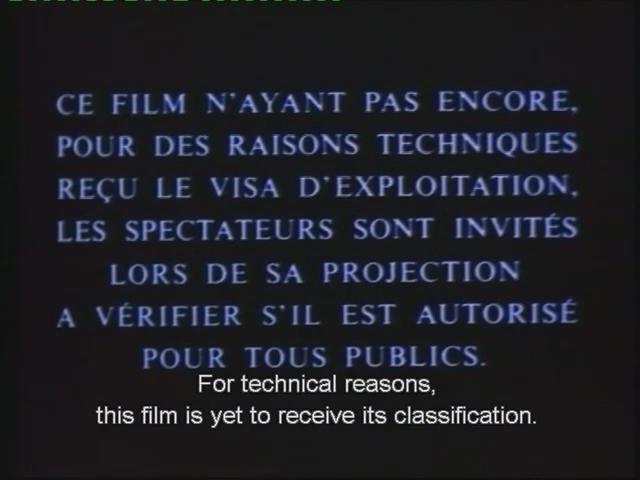 CE FILM N'AYANT PAS ENCORE,
POUR DES RAISONS TECHNIQUES
REÇU LE VISA D'EXPLOITATION,
LES SPECTATEURS SONT INVITÉS
LORS DE SA PROJECTION
A VÉRIFIER S'IL EST AUTORISÉ
POUR TOUS PUBLICS.
For technical reasons,
this film is yet to receive its classification.